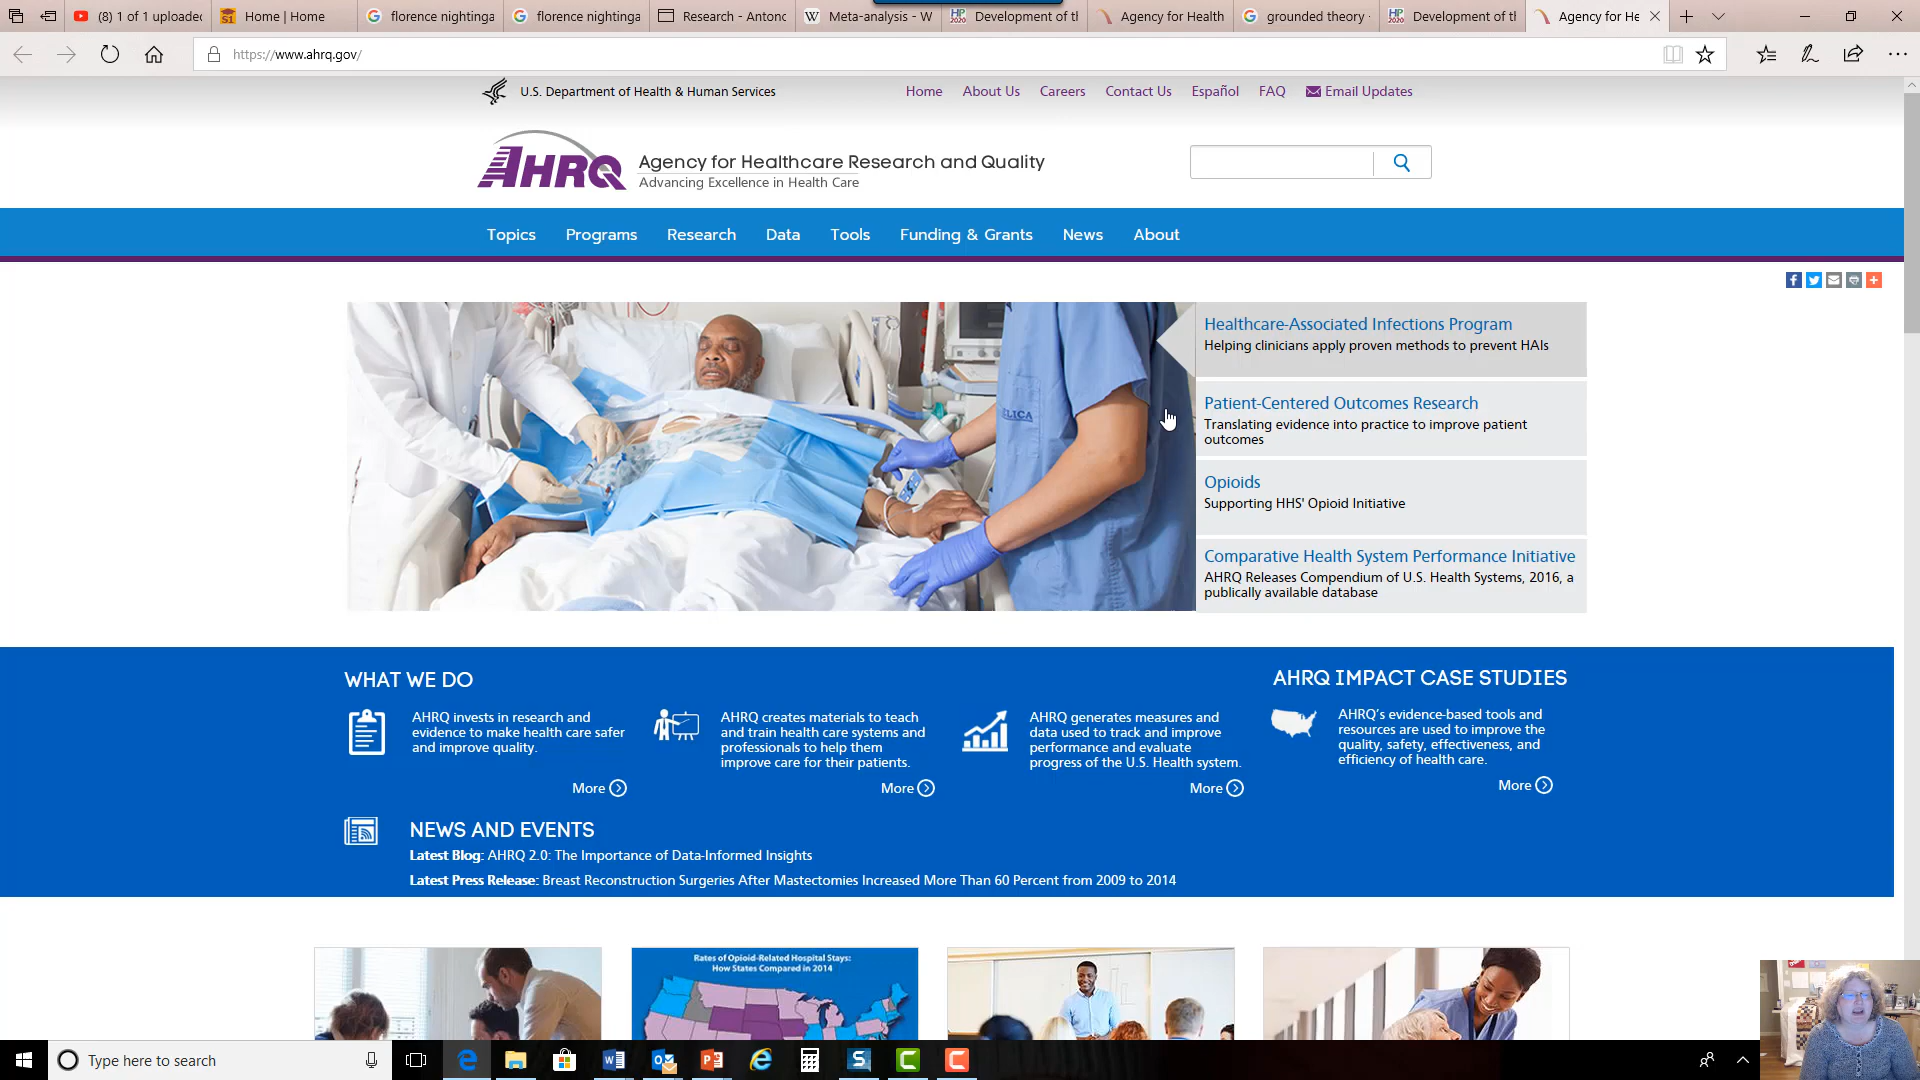 (8) 1 of 1 uploaded
Home | Home
florence nightinga
florence nightinga
Research - Antonc
Meta-analysis - W
Development of th
Agency for Health
grounded theory
Development of th
Agency for He
https://www.ahrq.gov/
U.S. Department of Health & Human Services
Home About Us Careers Contact Us Español FAQ Email Updates
AHRQ
Agency for Healthcare Research and Quality
Advancing Excellence in Health Care
Topics Programs Research Data Tools Funding & Grants News About
Healthcare-Associated Infections Program
Helping clinicians apply proven methods to prevent HAIs
Patient-Centered Outcomes Research
Translating evidence into practice to improve patient
outcomes
Opioids
Supporting HHS' Opioid Initiative
Comparative Health System Performance Initiative
AHRQ Releases Compendium of U.S. Health Systems, 2016, a
publically available database
WHAT WE DO
AHRQ invests in research and
evidence to make health care safer
and improve quality.
More
AHRQ creates materials to teach
and train health care systems and
professionals to help them
improve care for their patients.
More
AHRQ generates measures and
data used to track and improve
performance and evaluate
progress of the U.S. Health system.
More
AHRQ IMPACT CASE STUDIES
AHRQ's evidence-based tools and
resources are used to improve the
quality, safety, effectiveness, and
efficiency of health care.
More
NEWS AND EVENTS
Latest Blog: AHRQ 2.0: The Importance of Data-Informed Insights
Latest Press Release: Breast Reconstruction Surgeries After Mastectomies Increased More Than 60 Percent from 2009 to 2014
Rates of Opioid-Related Hospital Stays:
How States Compared in 2014
Type here to search